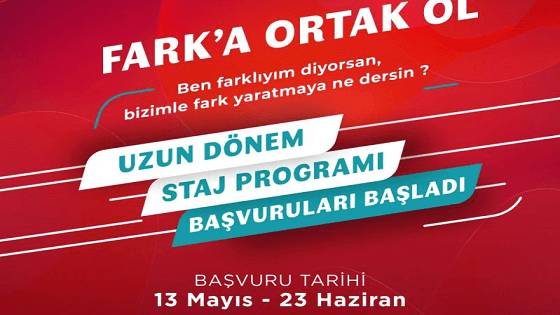 FARK'A ORTAK OL
Ben farklıyım diyorsan,
bizimle fark yaratmaya ne dersin ?
UZUN DÖNEM
STAJ PROGRAMI
BAŞVURULARI BAŞLADI
BAŞVURU TARİHİ
13 Mayıs - 23 Haziran